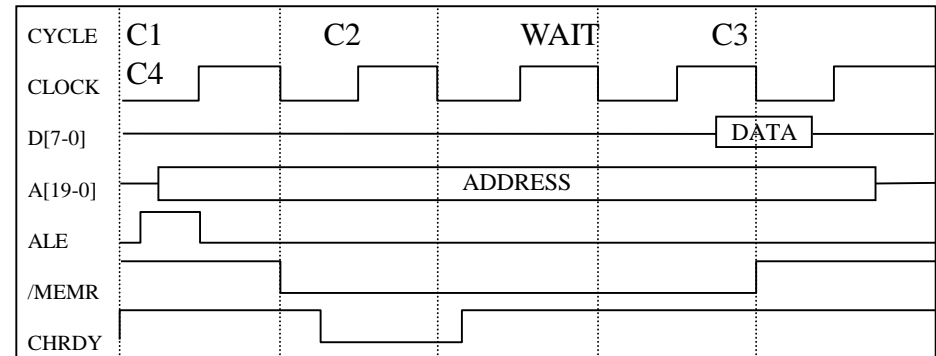 CYCLE C1 C2 WAIT C3
C4
CLOCK
D[7-0] DATA
A[19-0] ADDRESS
ALE
/MEMR
CHRDY